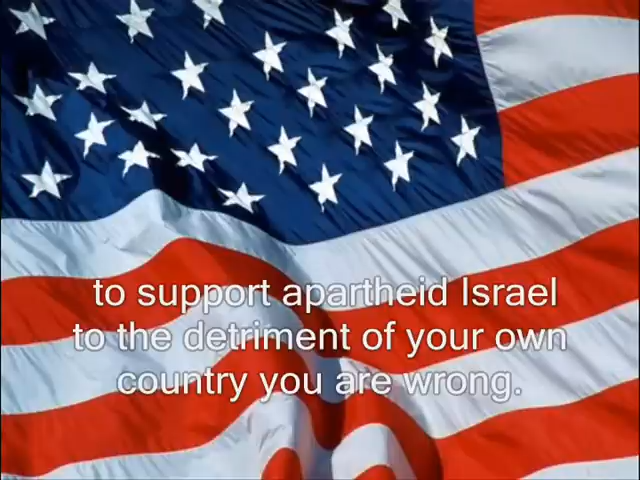 to support apartheid Israel
to the detriment of your own
country you are wrong.